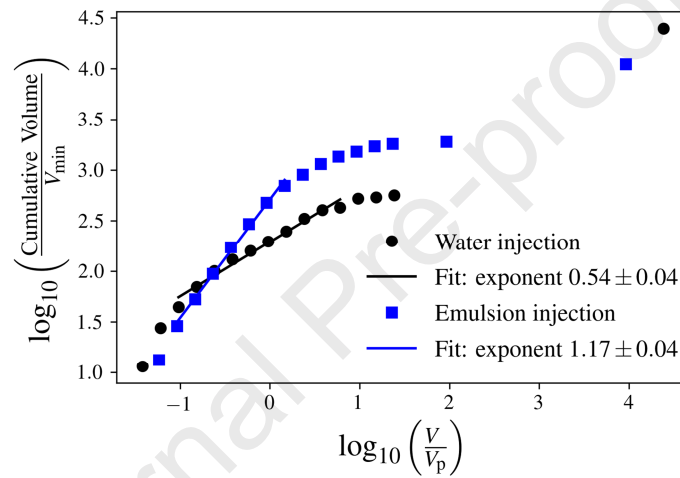 4.5
4.0
3.5
3.0
2.5
2.0
1.5
1.0
log10 (Cumulative Volume / Vmin)
Water injection
Fit: exponent 0.54 ± 0.04
Emulsion injection
Fit: exponent 1.17 ± 0.04
−1 0 1 2 3 4
log10 (V / Vp)
rnal Pre-proo